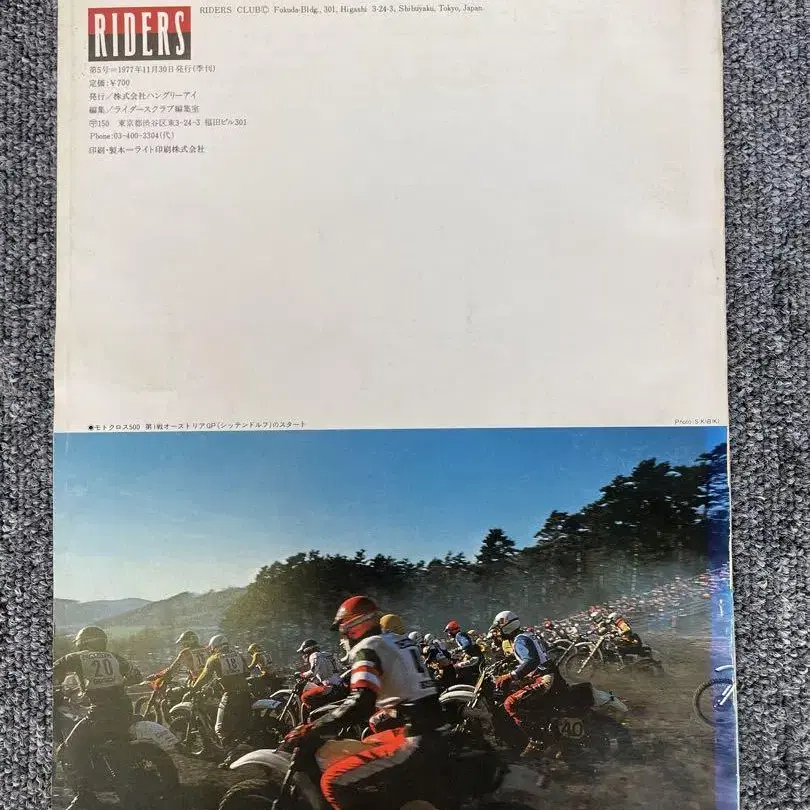 RIDERS CLUB© Fukuda-Bldg., 301, Higashi 3-24-3, Shibuyaku, Tokyo, Japan.
RIDERS
第5号=1977年11月30日発行(季刊)
定価:¥700
発行/株式会社ハングリーアイ
編集/ライダースクラブ編集室
〒150 東京都渋谷区東3-24-3 福田ビル301
Phone:03-400-3304(代)
印刷・製本ーライト印刷株式会社
●モトクロス500 第1戦オーストリアGP(シッテンドルフ)のスタート
Photo:S.KIBIKI
20
18
40